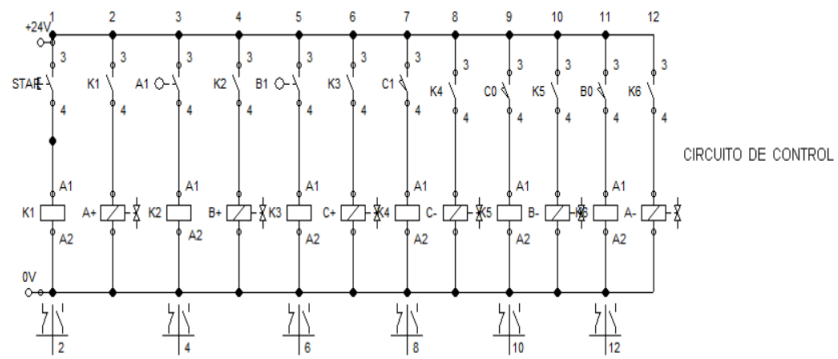 1 2 3 4 5 6 7 8 9 10 11 12
+24V
3 3 3 3 3 3 3 3 3 3 3 3
STAR K1 A1 K2 B1 K3 C1 K4 C0 K5 B0 K6
4 4 4 4 4 4 4 4 4 4 4 4
CIRCUITO DE CONTROL
A1 A1 A1 A1 A1 A1
K1 A+ K2 B+ K3 C+ K4 C- K5 B- K6 A-
A2 A2 A2 A2 A2 A2
0V
2 4 6 8 10 12